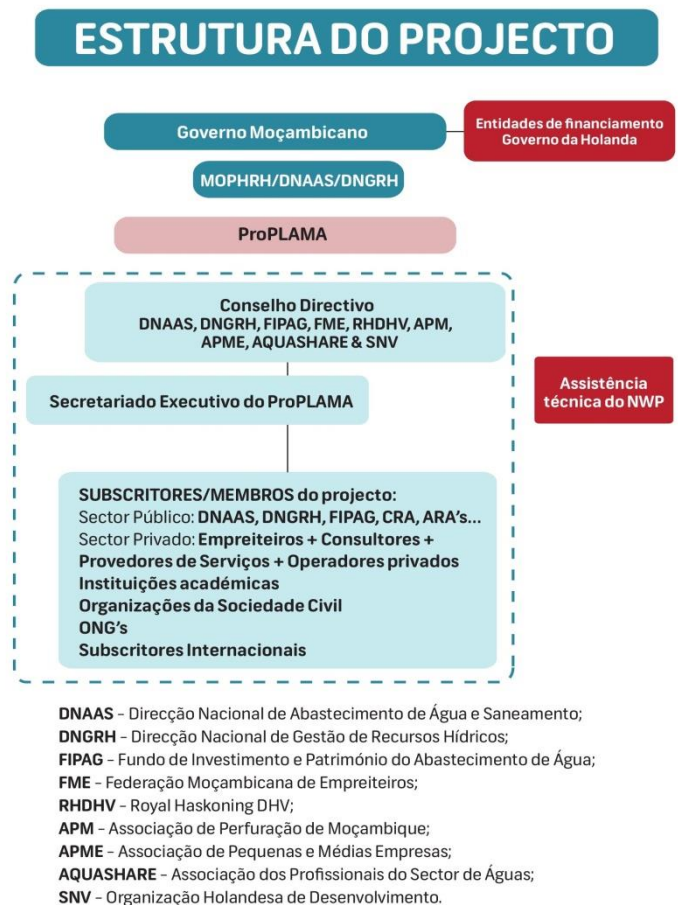 ESTRUTURA DO PROJECTO
Governo Moçambicano
Entidades de financiamento
Governo da Holanda
MOPHRH/DNAAS/DNGRH
ProPLAMA
Conselho Directivo
DNAAS, DNGRH, FIPAG, FME, RHDHV, APM,
APME, AQUASHARE & SNV
Secretariado Executivo do ProPLAMA
Assistência
técnica do NWP
SUBSCRITORES/MEMBROS do projecto:
Sector Público: DNAAS, DNGRH, FIPAG, CRA, ARA’s...
Sector Privado: Empreiteiros + Consultores +
Provedores de Serviços + Operadores privados
Instituições académicas
Organizações da Sociedade Civil
ONG’s
Subscritores Internacionais
DNAAS – Direcção Nacional de Abastecimento de Água e Saneamento;
DNGRH – Direcção Nacional de Gestão de Recursos Hídricos;
FIPAG – Fundo de Investimento e Património do Abastecimento de Água;
FME – Federação Moçambicana de Empreiteiros;
RHDHV – Royal Haskoning DHV;
APM – Associação de Perfuração de Moçambique;
APME – Associação de Pequenas e Médias Empresas;
AQUASHARE – Associação dos Profissionais do Sector de Águas;
SNV – Organização Holandesa de Desenvolvimento.